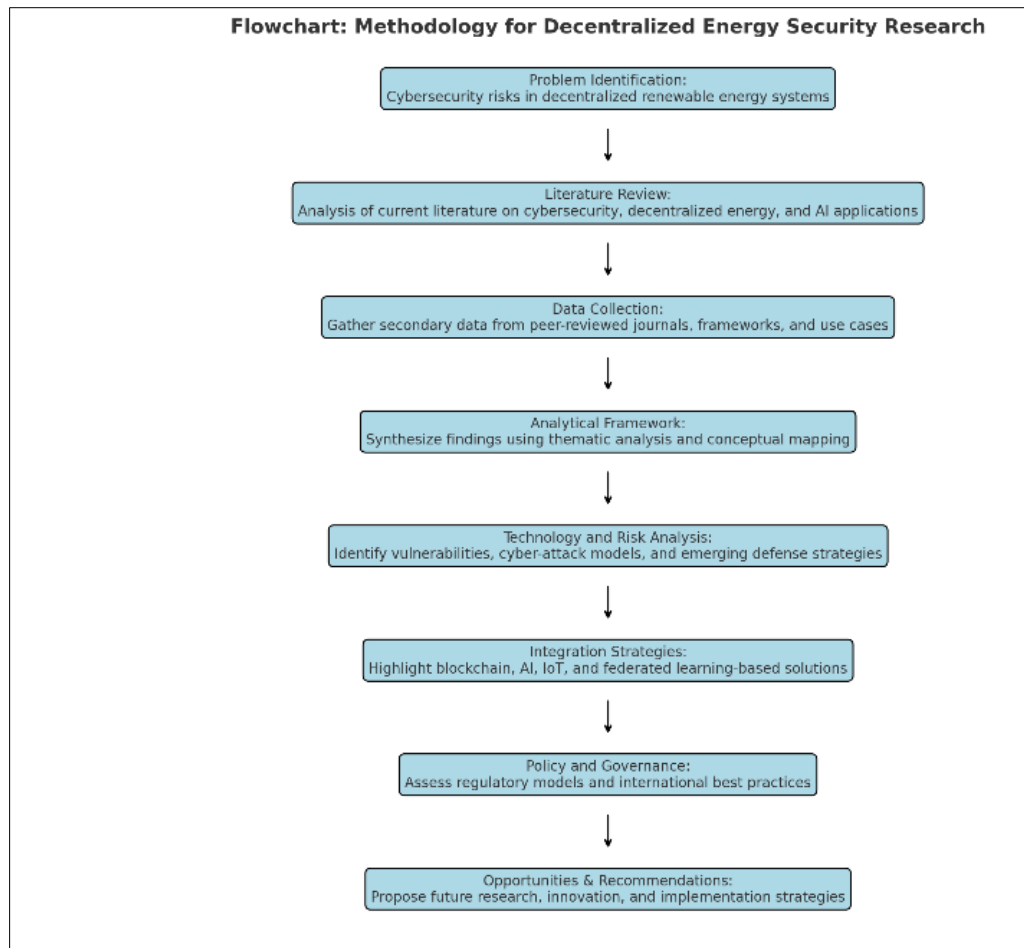 Flowchart: Methodology for Decentralized Energy Security Research
Problem Identification:
Cybersecurity risks in decentralized renewable energy systems
Literature Review:
Analysis of current literature on cybersecurity, decentralized energy, and AI applications
Data Collection:
Gather secondary data from peer-reviewed journals, frameworks, and use cases
Analytical Framework:
Synthesize findings using thematic analysis and conceptual mapping
Technology and Risk Analysis:
Identify vulnerabilities, cyber-attack models, and emerging defense strategies
Integration Strategies:
Highlight blockchain, AI, IoT, and federated learning-based solutions
Policy and Governance:
Assess regulatory models and international best practices
Opportunities & Recommendations:
Propose future research, innovation, and implementation strategies